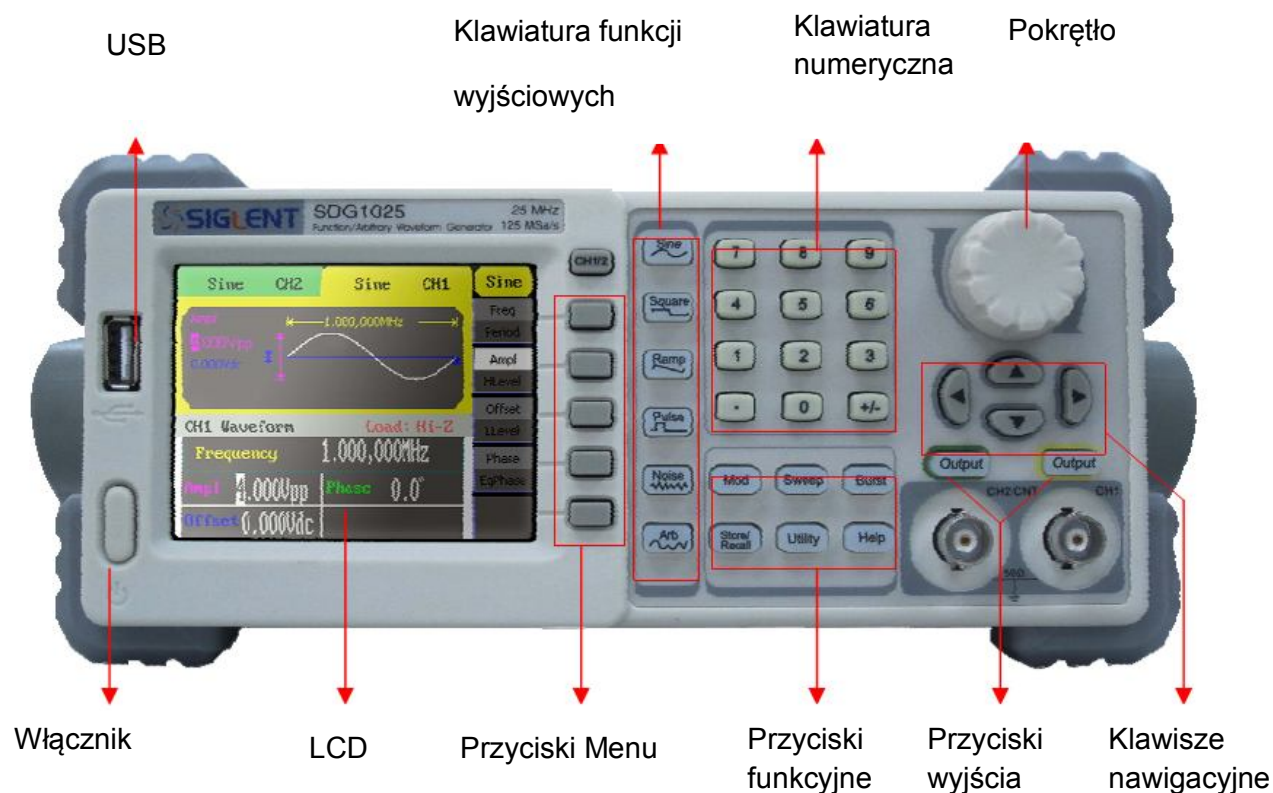 USB
Klawiatura funkcji
wyjściowych
Klawiatura
numeryczna
Pokrętło
SIGLENT
SDG1025
25 MHz
Function/Arbitrary Waveform Generator
125 MSa/s
CH1/2
Sine CH2
Sine CH1
Sine
Freq
Period
Ampl
HLevel
Offset
LLevel
Phase
EqPhase
Ampl
1.000,000MHz
.000Vpp
0.000Vdc
CH1 Waveform
Load: Hi-Z
Frequency
1.000,000MHz
Ampl
.000Vpp
Phase
0.0°
Offset
0.000Vdc
Sine
Square
Ramp
Pulse
Noise
Arb
7
8
9
4
5
6
1
2
3
.
0
+/-
Mod
Sweep
Burst
Store/
Recall
Utility
Help
Output
Output
CH2/CNT
CH1
50Ω
Włącznik
LCD
Przyciski Menu
Przyciski
funkcyjne
Przyciski
wyjścia
Klawisze
nawigacyjne